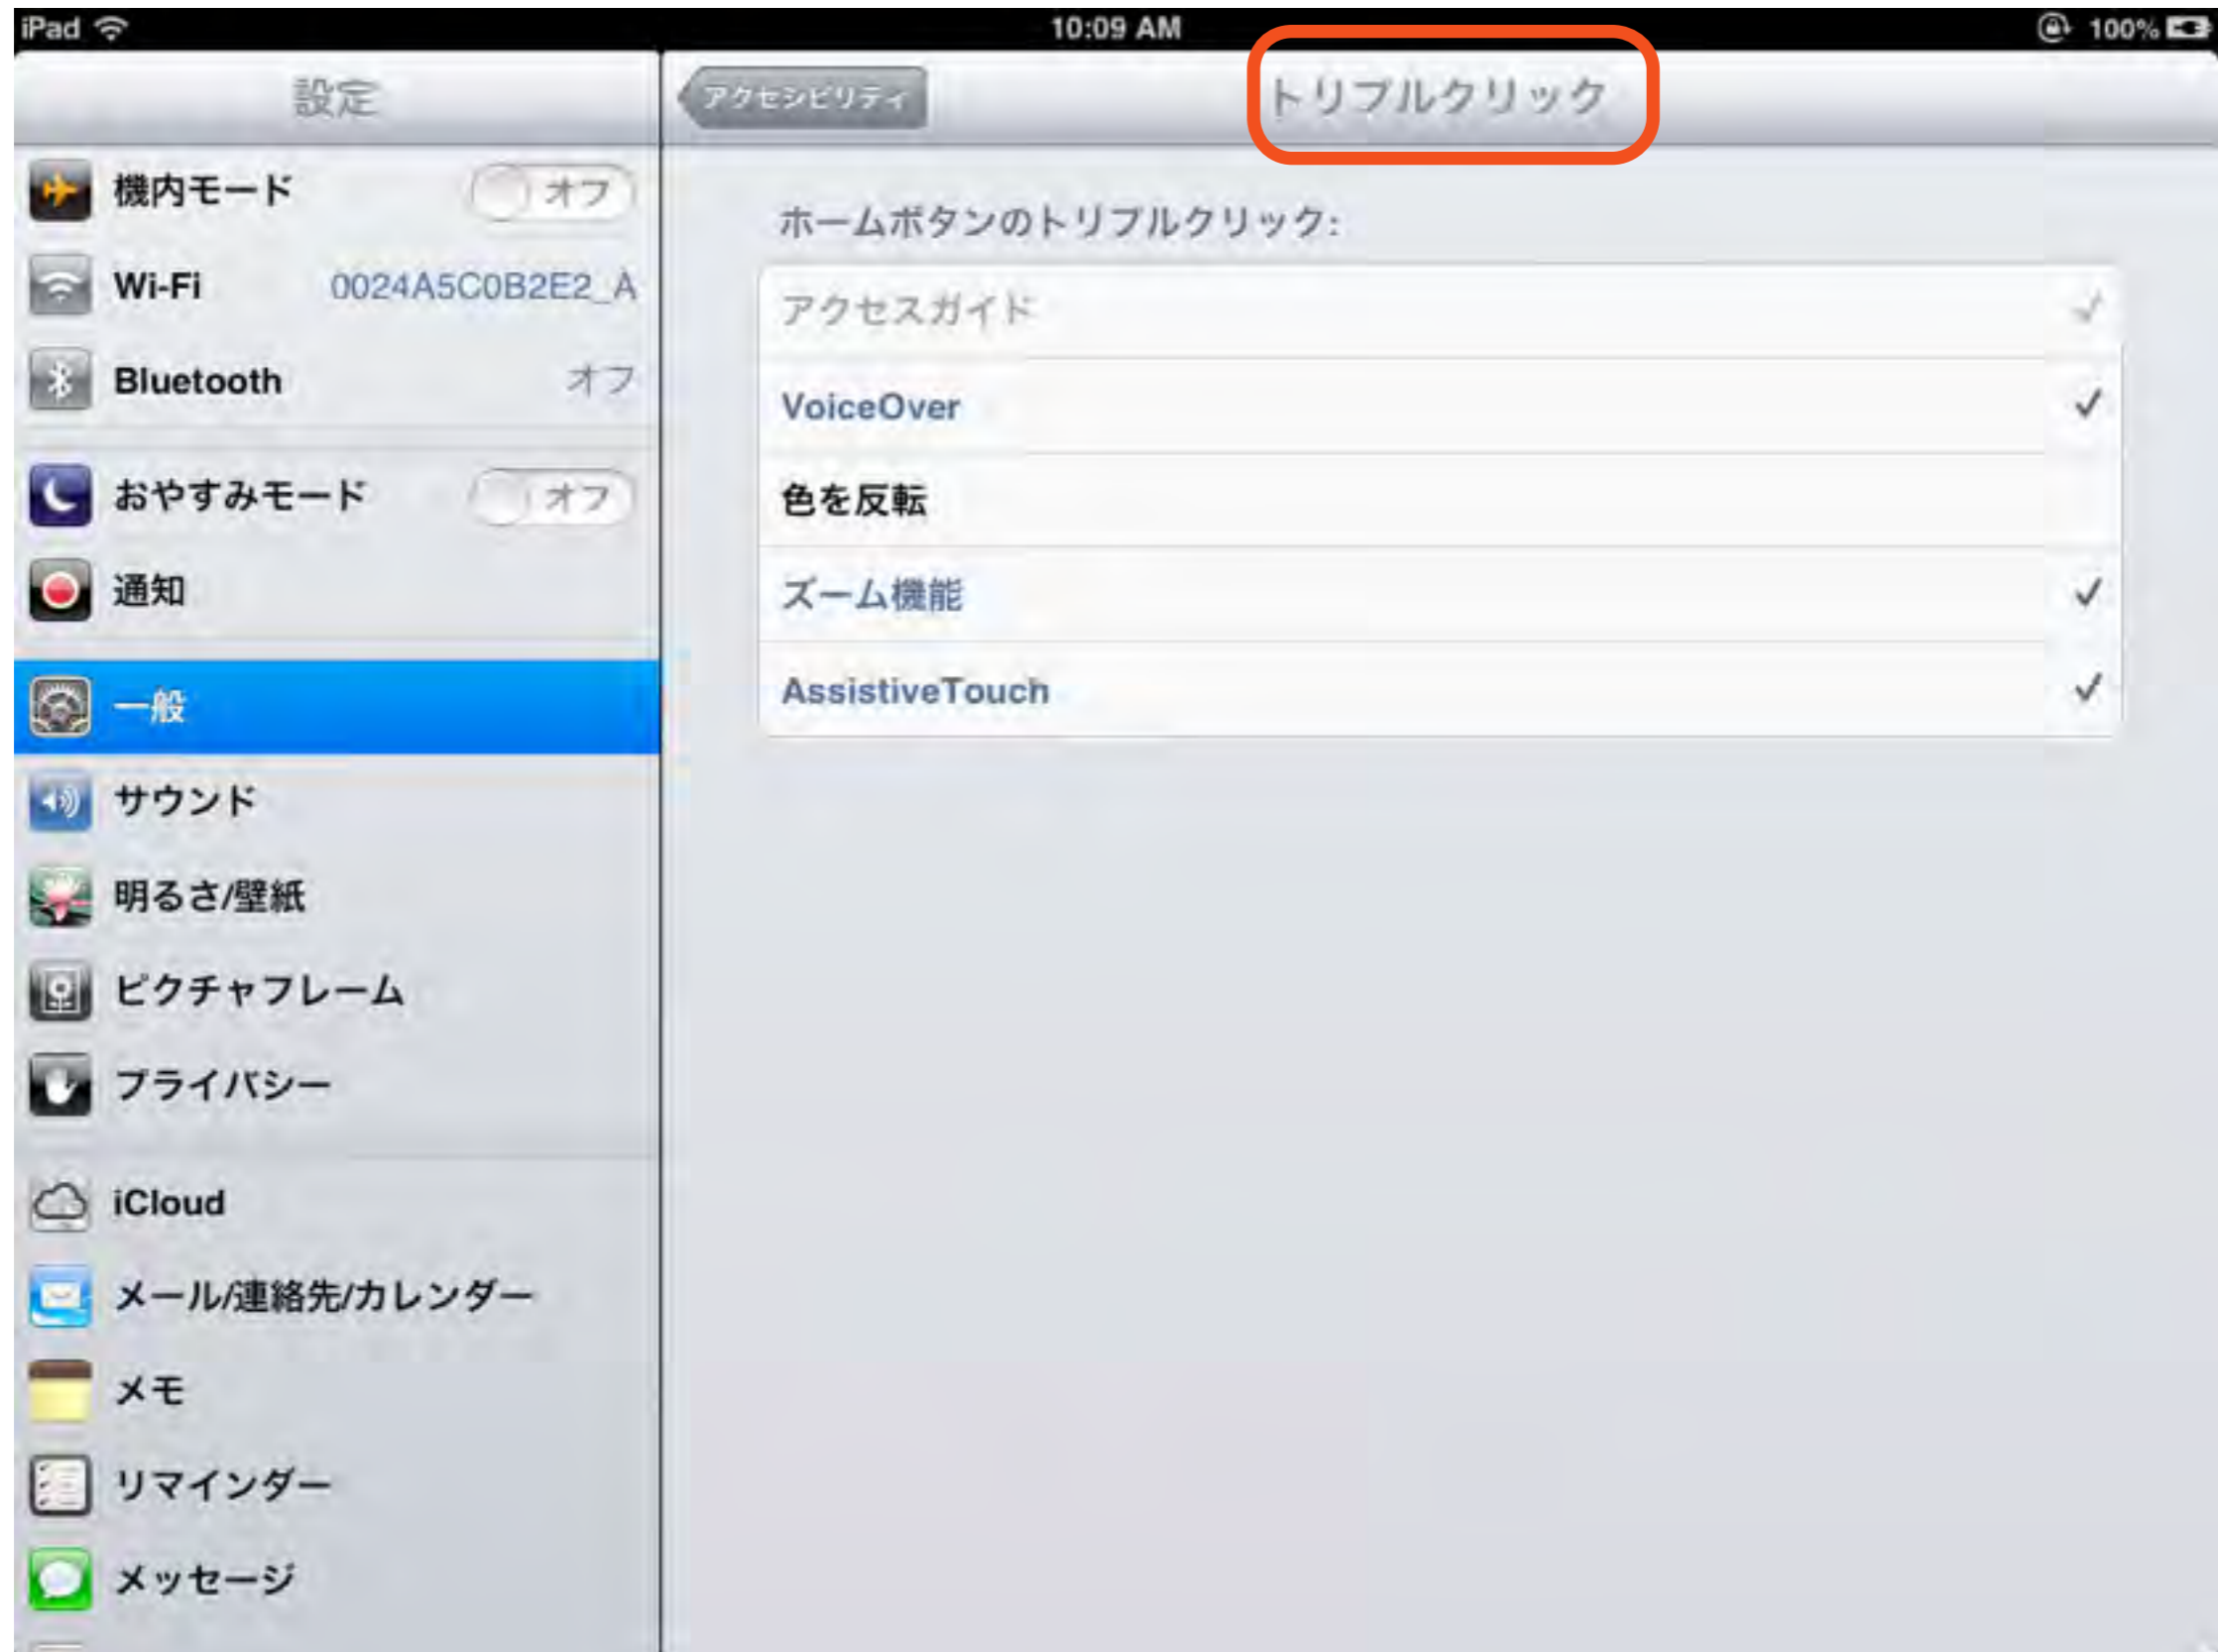 iPad 10:09 AM 100%
設定
アクセシビリティ トリプルクリック
機内モード オフ
Wi-Fi 0024A5C0B2E2_A
Bluetooth オフ
おやすみモード オフ
通知
一般
サウンド
明るさ/壁紙
ピクチャフレーム
プライバシー
iCloud
メール/連絡先/カレンダー
メモ
リマインダー
メッセージ
ホームボタンのトリプルクリック:
アクセスガイド
VoiceOver
色を反転
ズーム機能
AssistiveTouch